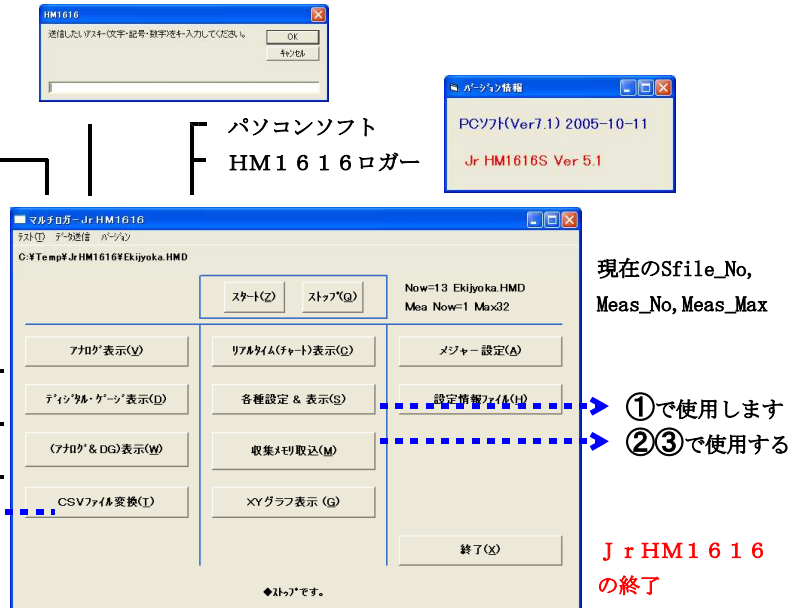 HM1616
送信したいアスキー(文字・記号・数字)をキー入力してください。
OK
キャンセル
パソコンソフト
HM1616ロガー
バージョン情報
PCソフト(Ver7.1) 2005-10-11
Jr HM1616S Ver 5.1
マルチロガーJr HM1616
テスト(T) データ送信 バージョン
C:¥Temp¥JrHM1616¥Ekijyoka.HMD
スタート(Z)
ストップ(Q)
Now=13 Ekijyoka.HMD
Mea Now=1 Max32
現在のSfile_No,
Meas_No,Meas_Max
アナログ表示(V)
リアルタイム(チャート)表示(C)
メジャー設定(A)
ディジタル・ゲージ表示(D)
各種設定 & 表示(S)
設定情報ファイル(H)
①で使用します
(アナログ & DG)表示(W)
収集メモリ取込(M)
②③で使用する
CSVファイル変換(T)
XYグラフ表示 (G)
終了(X)
JrHM1616
の終了
◆ストップです。